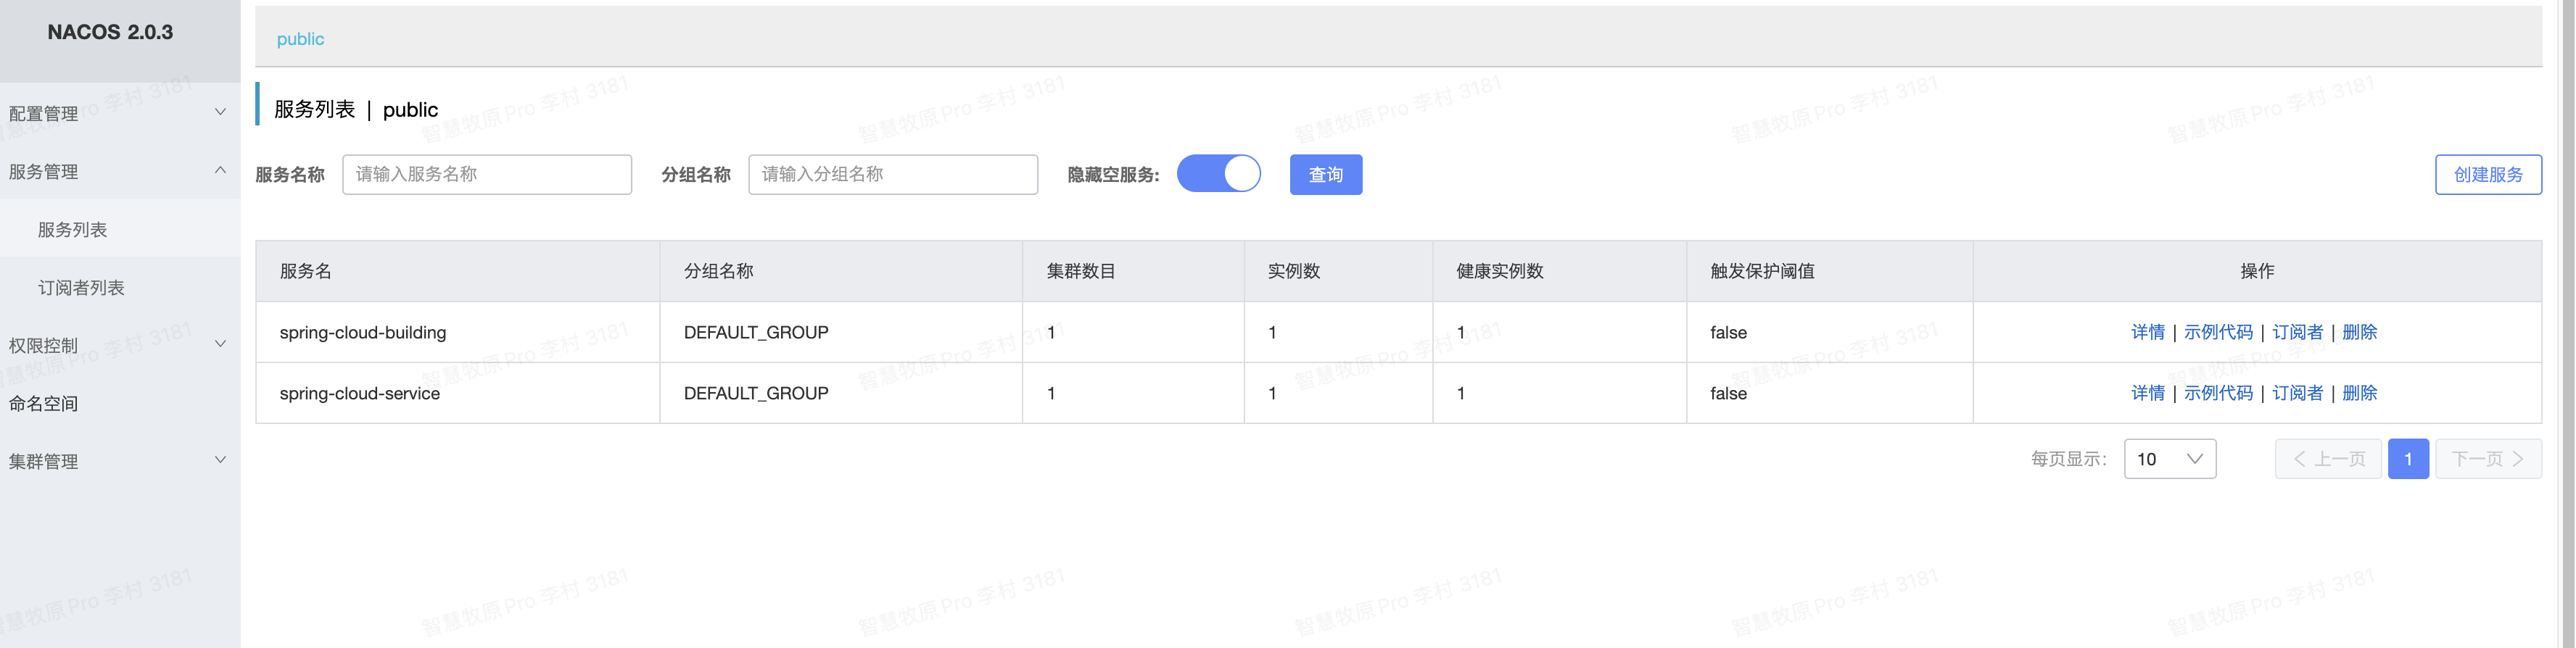 NACOS 2.0.3
配置管理
服务管理
服务列表
订阅者列表
权限控制
命名空间
集群管理
public
服务列表 | public
服务名称 请输入服务名称 分组名称 请输入分组名称 隐藏空服务: 查询 创建服务
服务名 分组名称 集群数目 实例数 健康实例数 触发保护阈值 操作
spring-cloud-building DEFAULT_GROUP 1 1 1 false 详情 | 示例代码 | 订阅者 | 删除
spring-cloud-service DEFAULT_GROUP 1 1 1 false 详情 | 示例代码 | 订阅者 | 删除
每页显示: 10 上一页 1 下一页
智慧牧原Pro 李村 3181